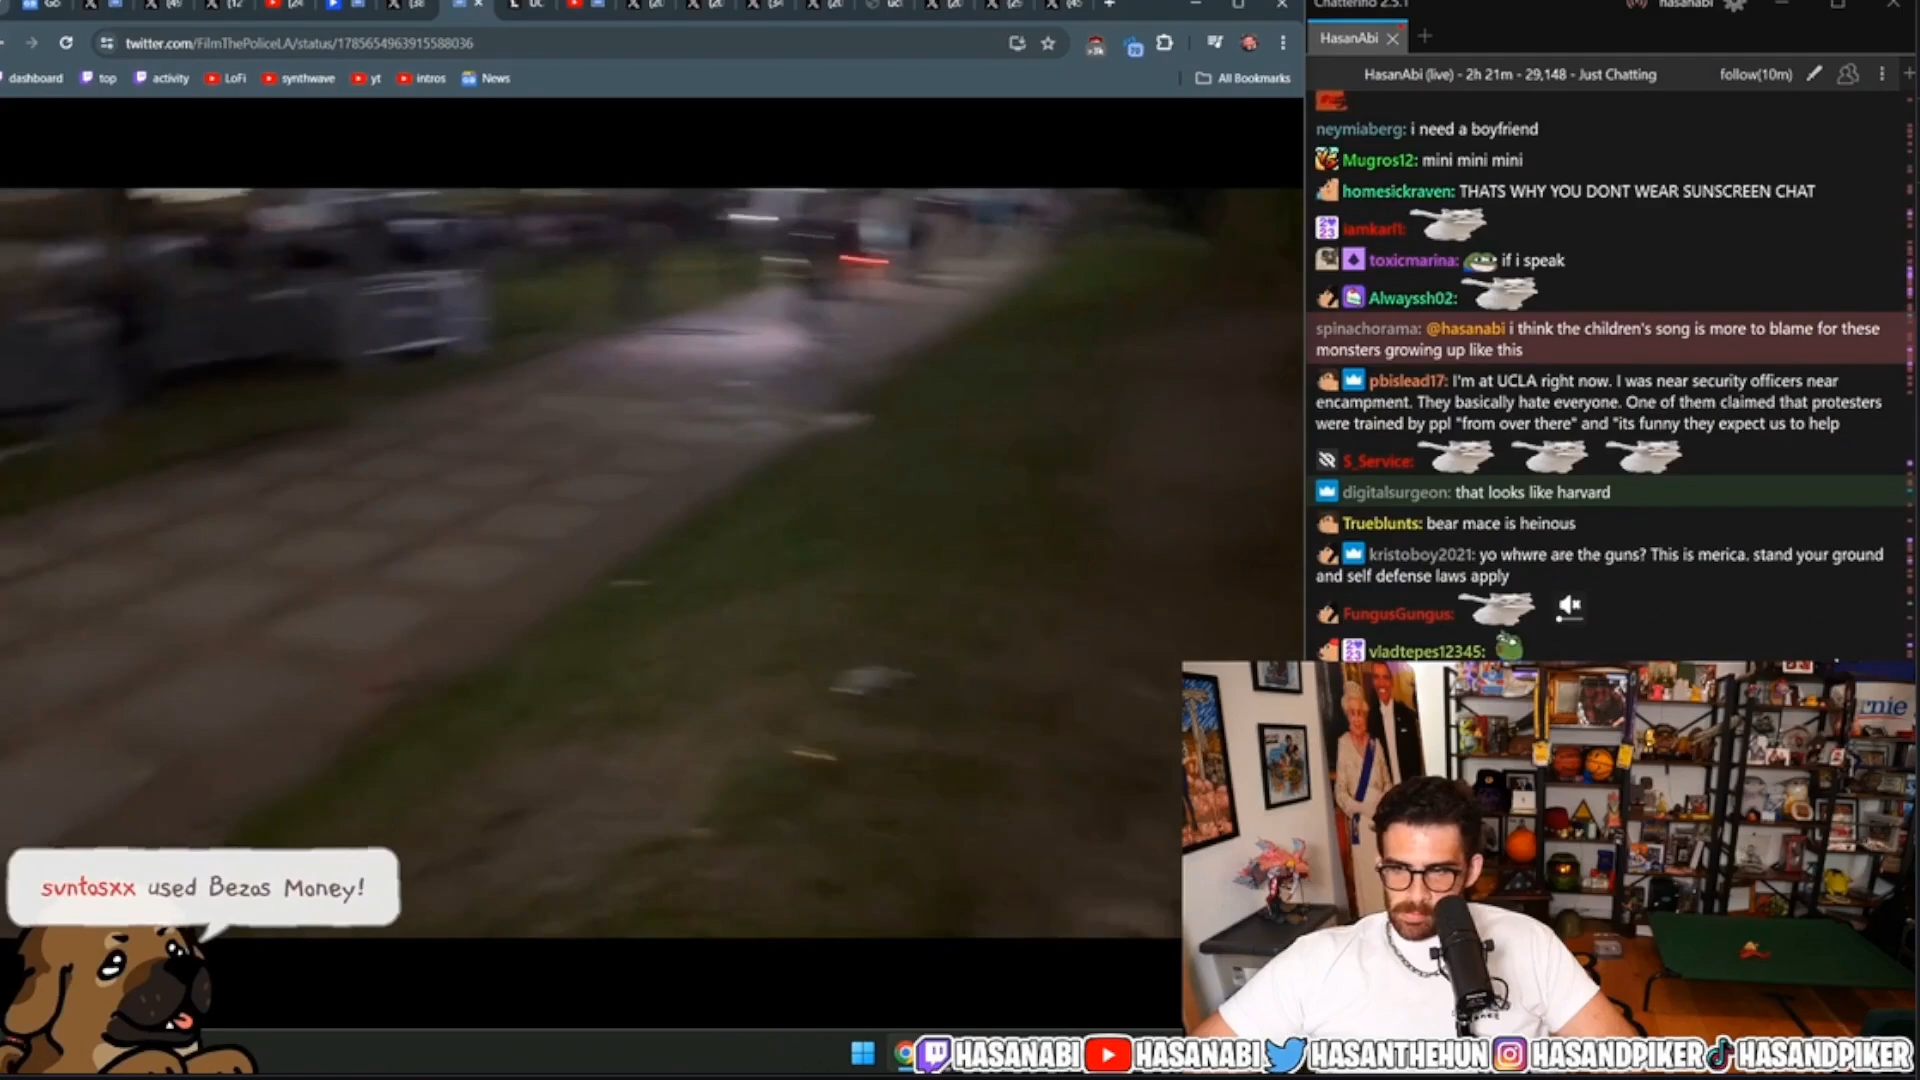 Chatterino 2.5.1
hasanabi
twitter.com/FilmThePoliceLA/status/1785654963915588036
HasanAbi
dashboard top activity LoFi synthwave yt intros News All Bookmarks
HasanAbi (live) - 2h 21m - 29,148 - Just Chatting follow(10m)
neymiaberg: i need a boyfriend
Mugros12: mini mini mini
homesickraven: THATS WHY YOU DONT WEAR SUNSCREEN CHAT
iamkarl1:
toxicmarina: if i speak
Alwayssh02:
spinachorama: @hasanabi i think the children's song is more to blame for these
monsters growing up like this
pbislead17: I'm at UCLA right now. I was near security officers near
encampment. They basically hate everyone. One of them claimed that protesters
were trained by ppl "from over there" and "its funny they expect us to help
S_Service:
digitalsurgeon: that looks like harvard
Trueblunts: bear mace is heinous
kristoboy2021: yo whwre are the guns? This is merica. stand your ground
and self defense laws apply
FungusGungus:
vladtepes12345:
rnie
svntosxx used Bezos Money!
HASANABI HASANABI HASANTHEHUN HASANDPIKER HASANDPIKER